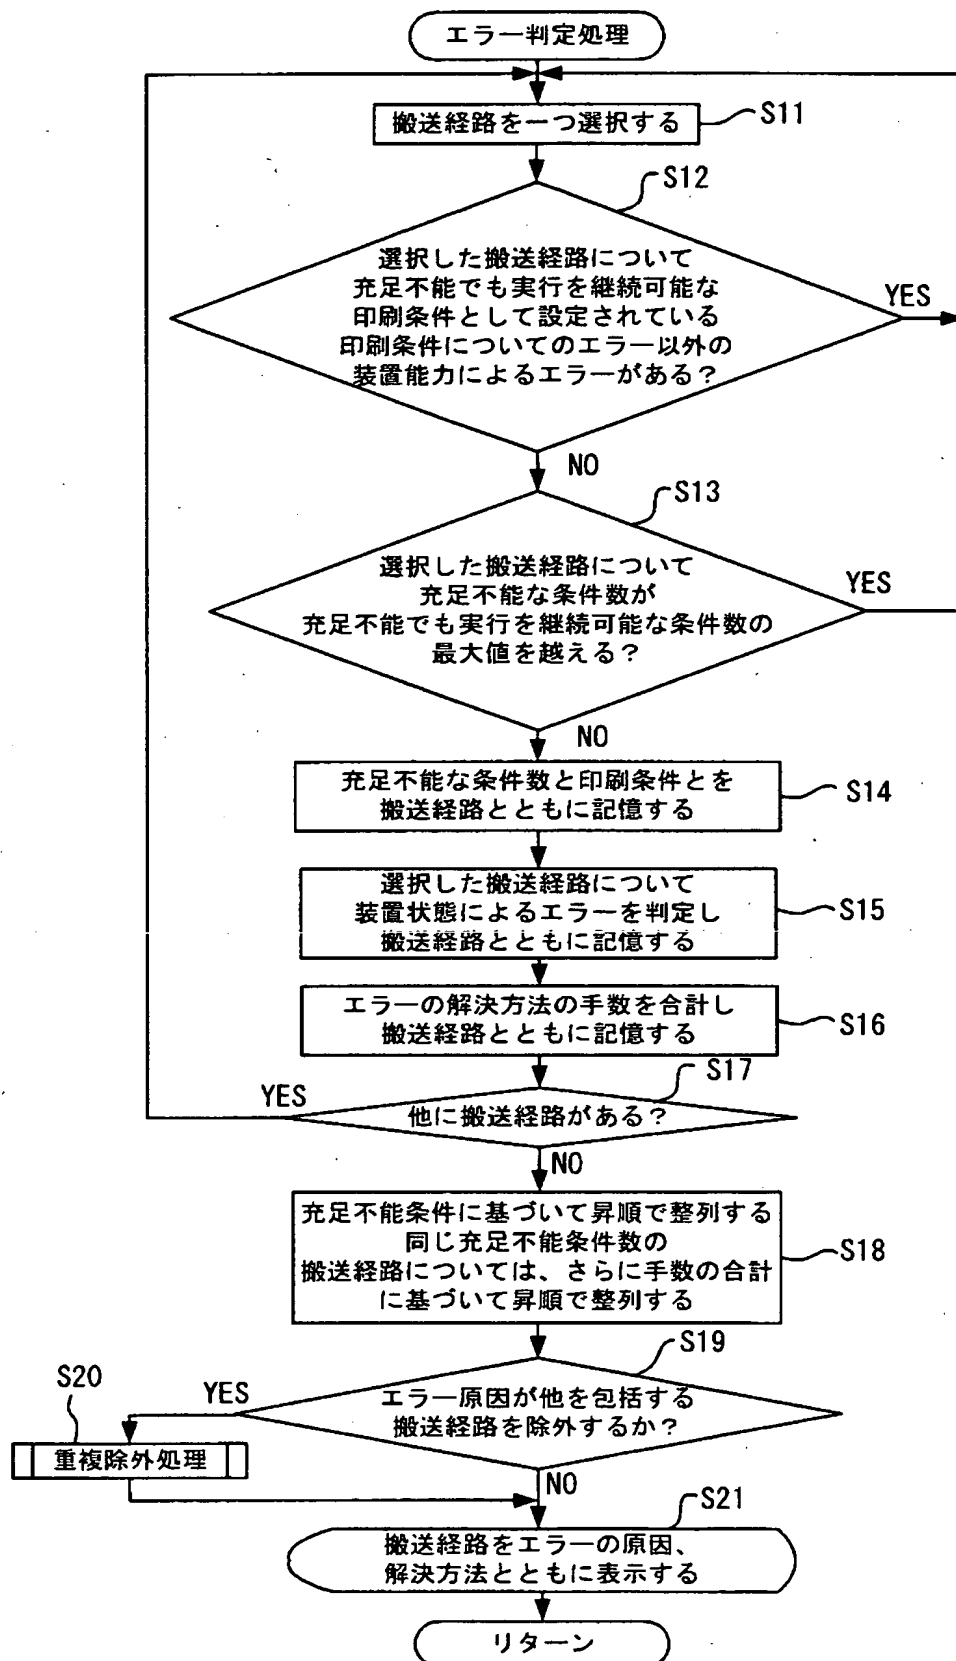 エラー判定処理
搬送経路を一つ選択する
S11
S12
選択した搬送経路について
充足不能でも実行を継続可能な
印刷条件として設定されている
印刷条件についてのエラー以外の
装置能力によるエラーがある？
YES
NO
S13
選択した搬送経路について
充足不能な条件数が
充足不能でも実行を継続可能な条件数の
最大値を越える？
YES
NO
充足不能な条件数と印刷条件とを
搬送経路とともに記憶する
S14
選択した搬送経路について
装置状態によるエラーを判定し
搬送経路とともに記憶する
S15
エラーの解決方法の手数を合計し
搬送経路とともに記憶する
S16
S17
YES
他に搬送経路がある？
NO
充足不能条件に基づいて昇順で整列する
同じ充足不能条件数の
搬送経路については、さらに手数の合計
に基づいて昇順で整列する
S18
S19
エラー原因が他を包括する
搬送経路を除外するか？
YES
S20
重複除外処理
NO
S21
搬送経路をエラーの原因、
解決方法とともに表示する
リターン